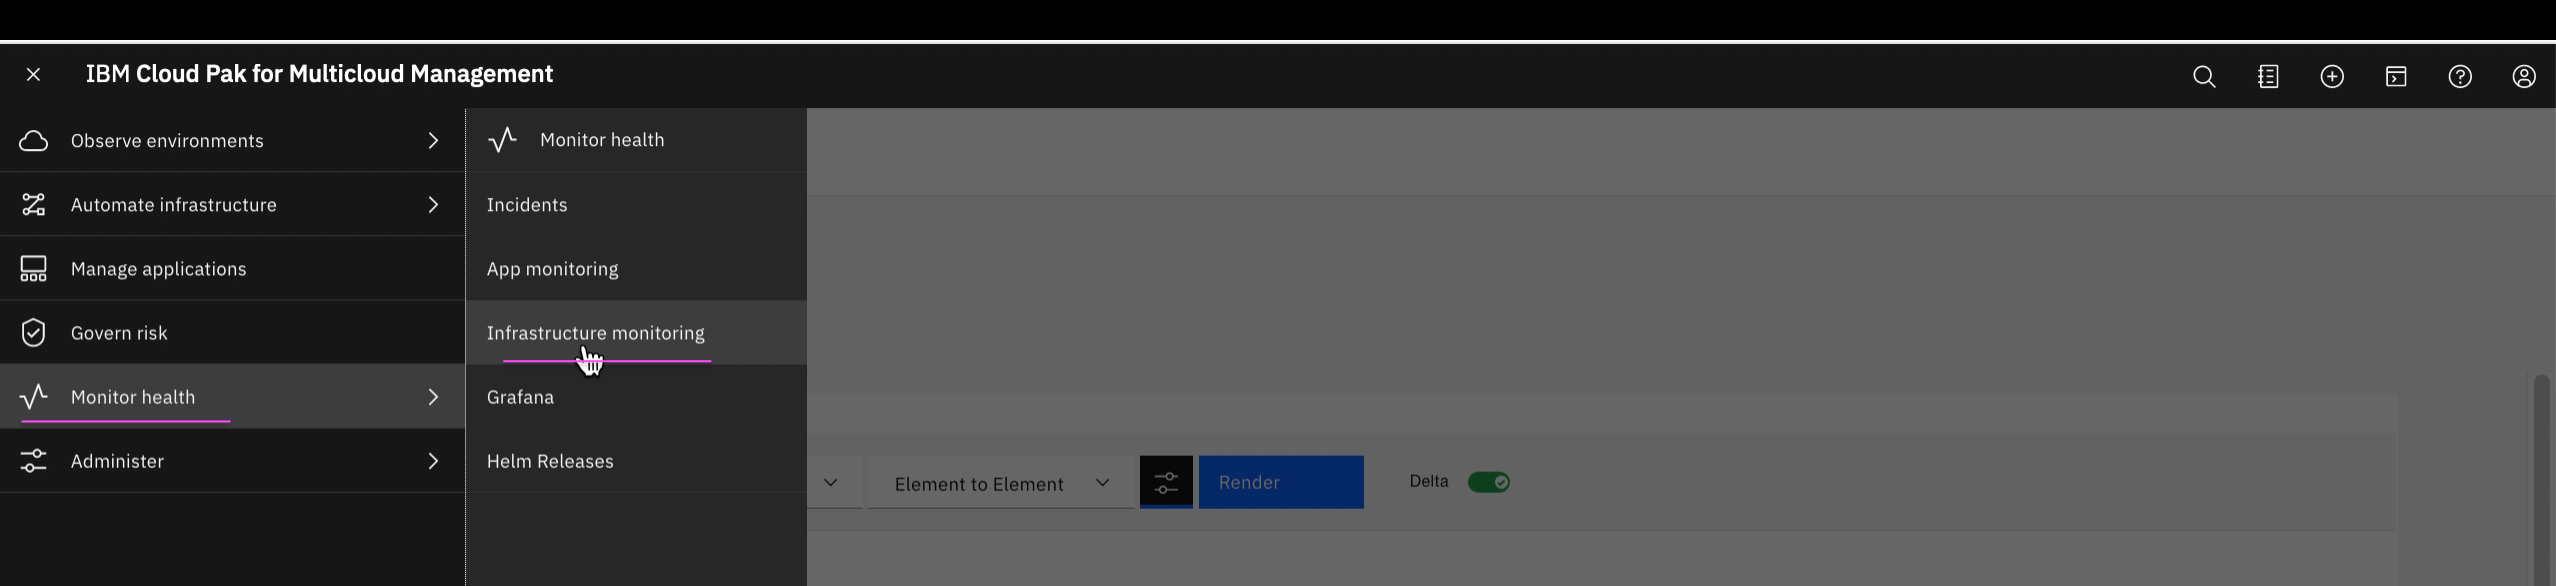 IBM Cloud Pak for Multicloud Management
Observe environments
Automate infrastructure
Manage applications
Govern risk
Monitor health
Administer
Monitor health
Incidents
App monitoring
Infrastructure monitoring
Grafana
Helm Releases
Element to Element
Render
Delta